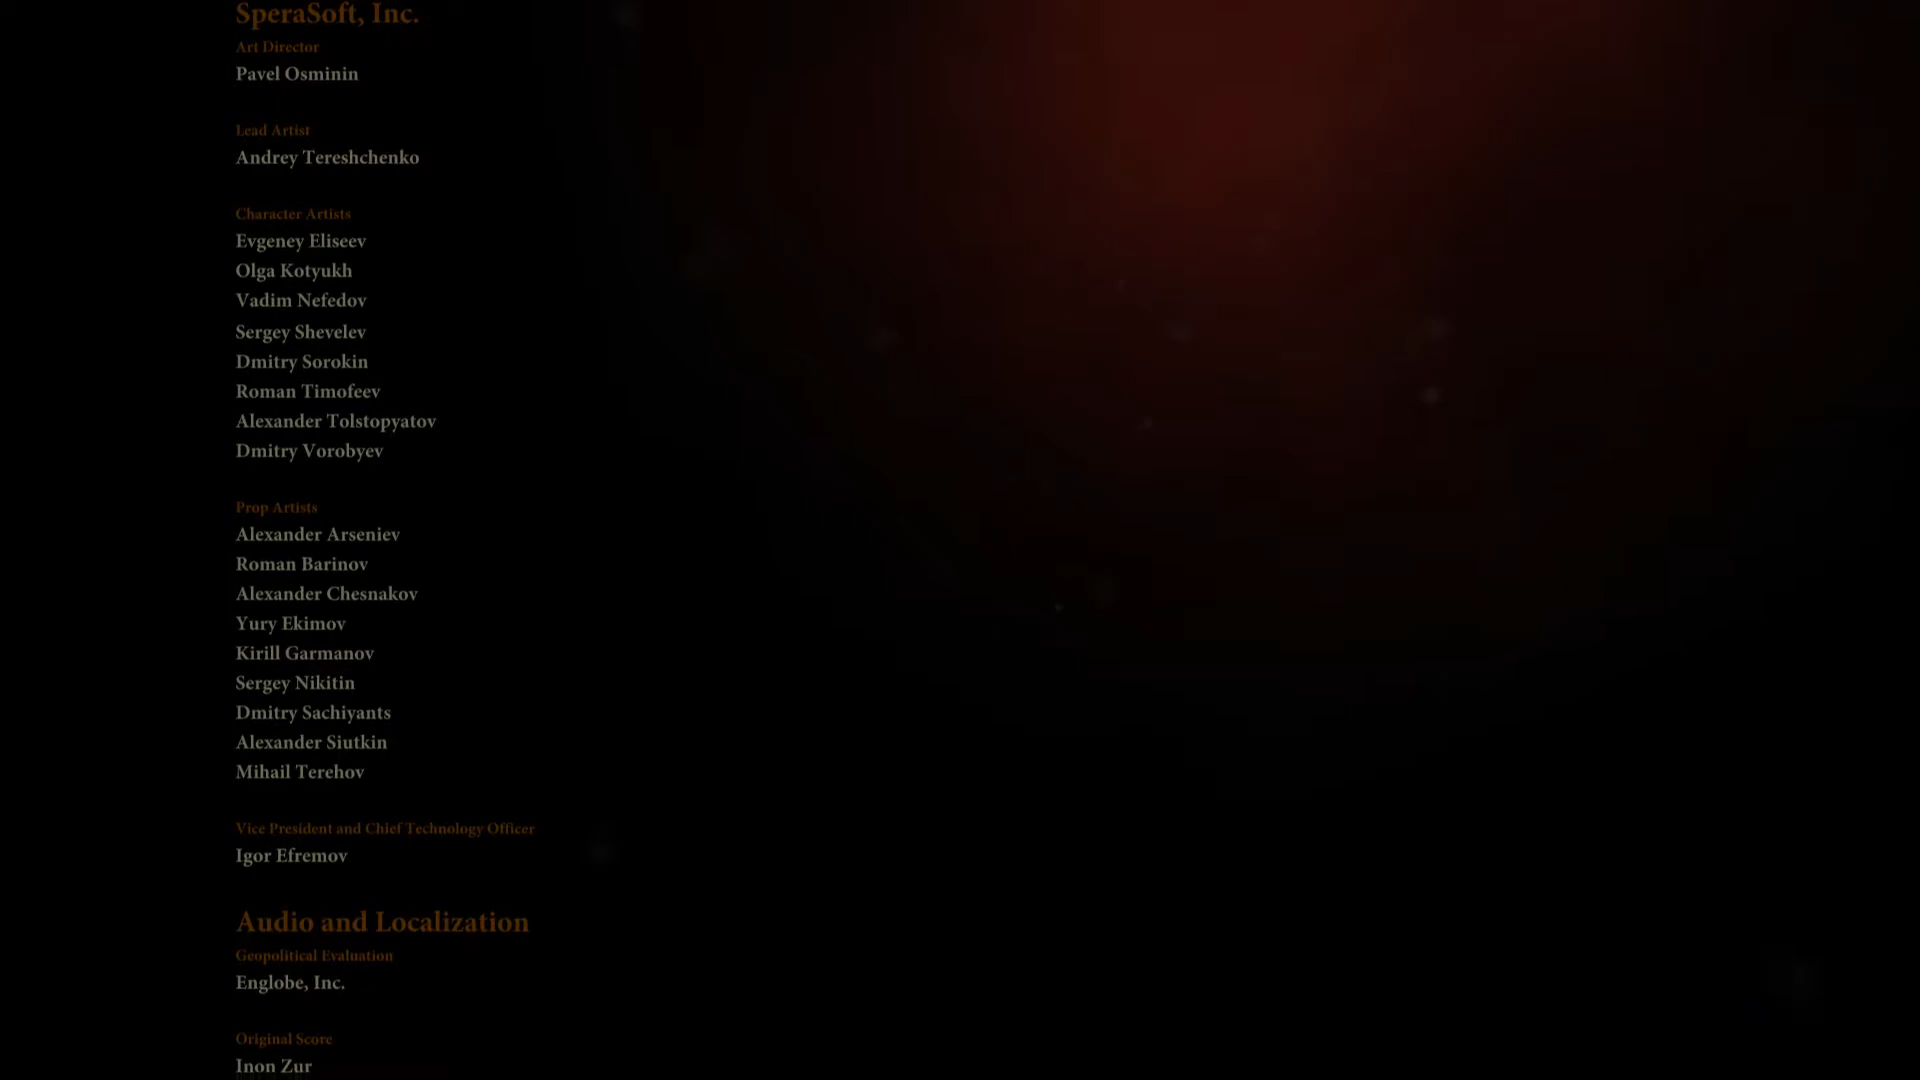 SperaSoft, Inc.
Art Director
Pavel Osminin
Lead Artist
Andrey Tereshchenko
Character Artists
Evgeney Eliseev
Olga Kotyukh
Vadim Nefedov
Sergey Shevelev
Dmitry Sorokin
Roman Timofeev
Alexander Tolstopyatov
Dmitry Vorobyev
Prop Artists
Alexander Arseniev
Roman Barinov
Alexander Chesnakov
Yury Ekimov
Kirill Garmanov
Sergey Nikitin
Dmitry Sachiyants
Alexander Siutkin
Mihail Terehov
Vice President and Chief Technology Officer
Igor Efremov
Audio and Localization
Geopolitical Evaluation
Englobe, Inc.
Original Score
Inon Zur